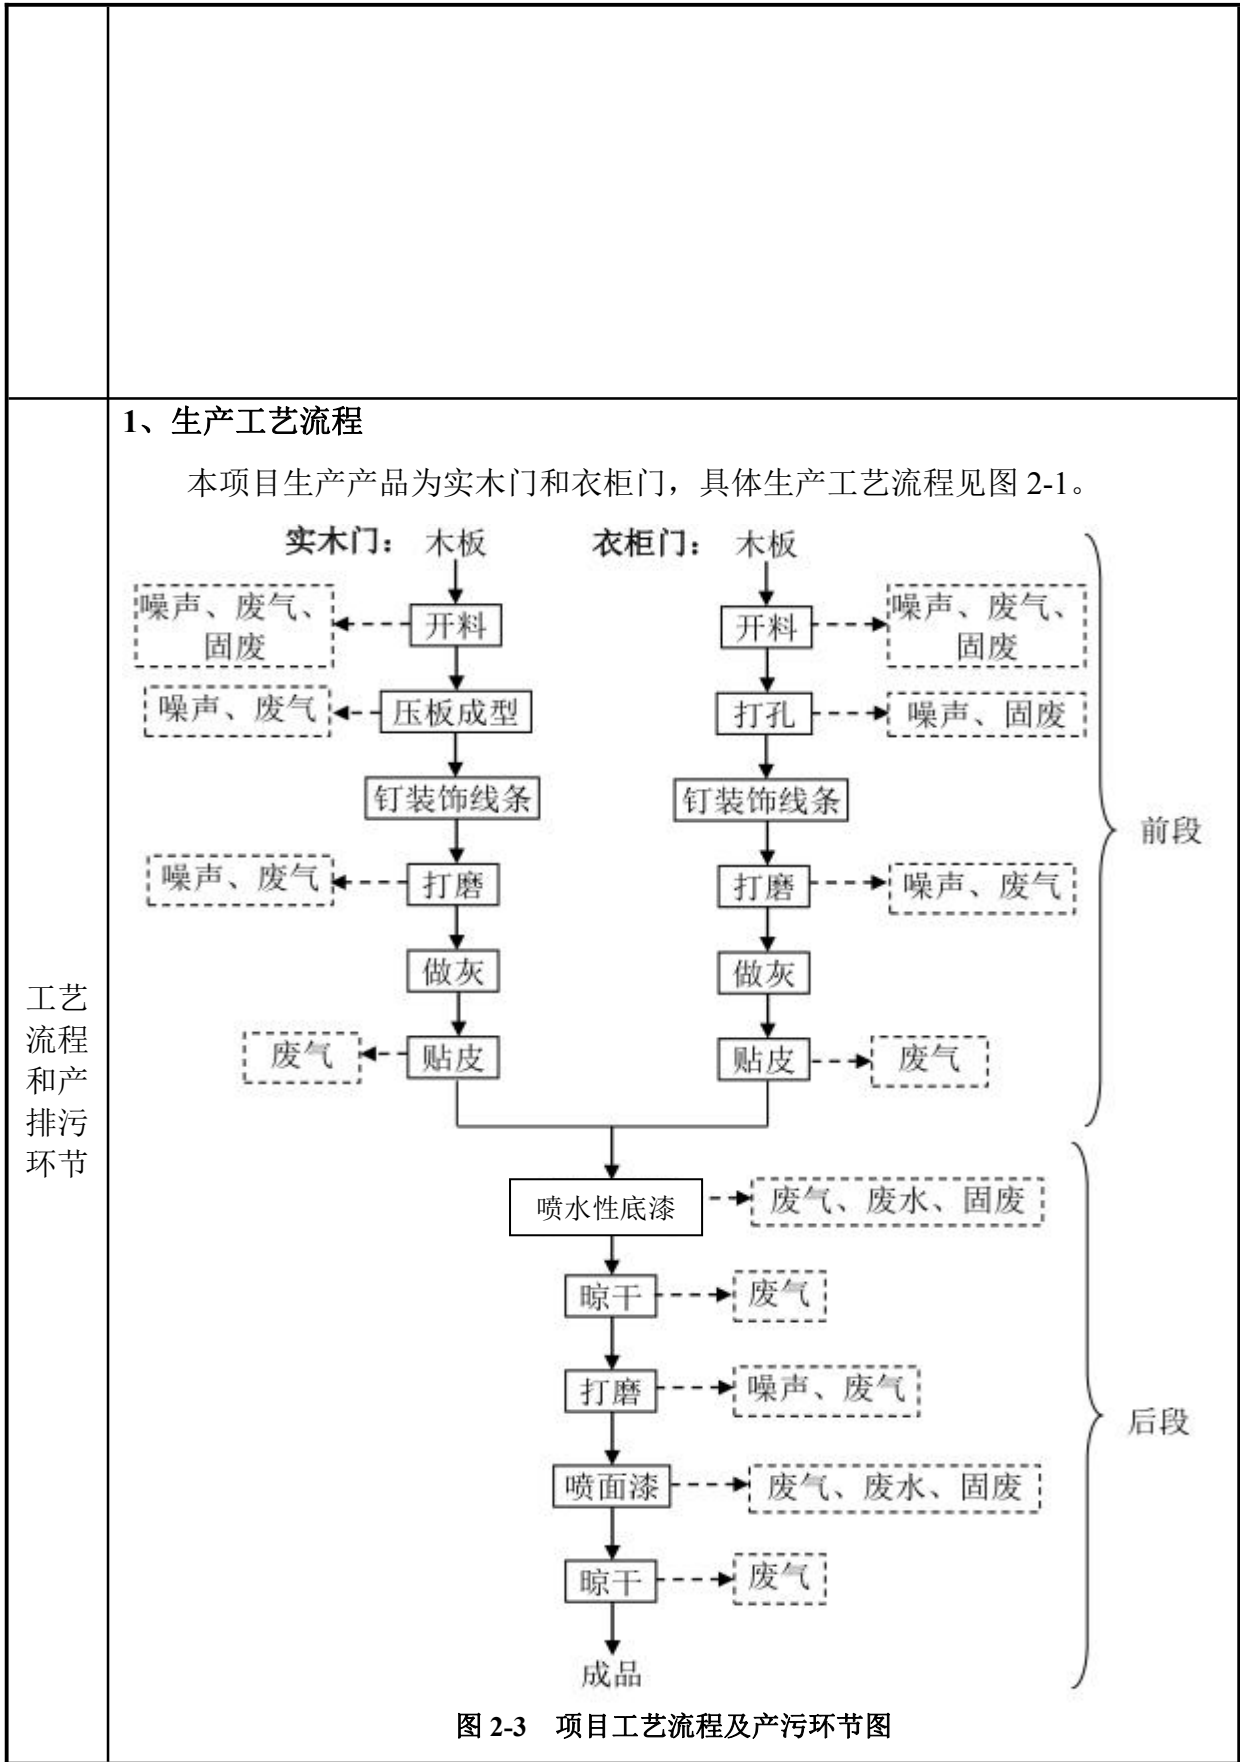 工艺
流程
和产
排污
环节
1、生产工艺流程
本项目生产产品为实木门和衣柜门，具体生产工艺流程见图 2-1。
实木门： 木板 衣柜门： 木板
噪声、废气、
固废
开料
开料
噪声、废气、
固废
噪声、废气
压板成型
打孔
噪声、固废
钉装饰线条
钉装饰线条
噪声、废气
打磨
打磨
噪声、废气
做灰
做灰
废气
贴皮
贴皮
废气
前段
喷水性底漆
废气、废水、固废
晾干
废气
打磨
噪声、废气
喷面漆
废气、废水、固废
晾干
废气
成品
后段
图 2-3 项目工艺流程及产污环节图